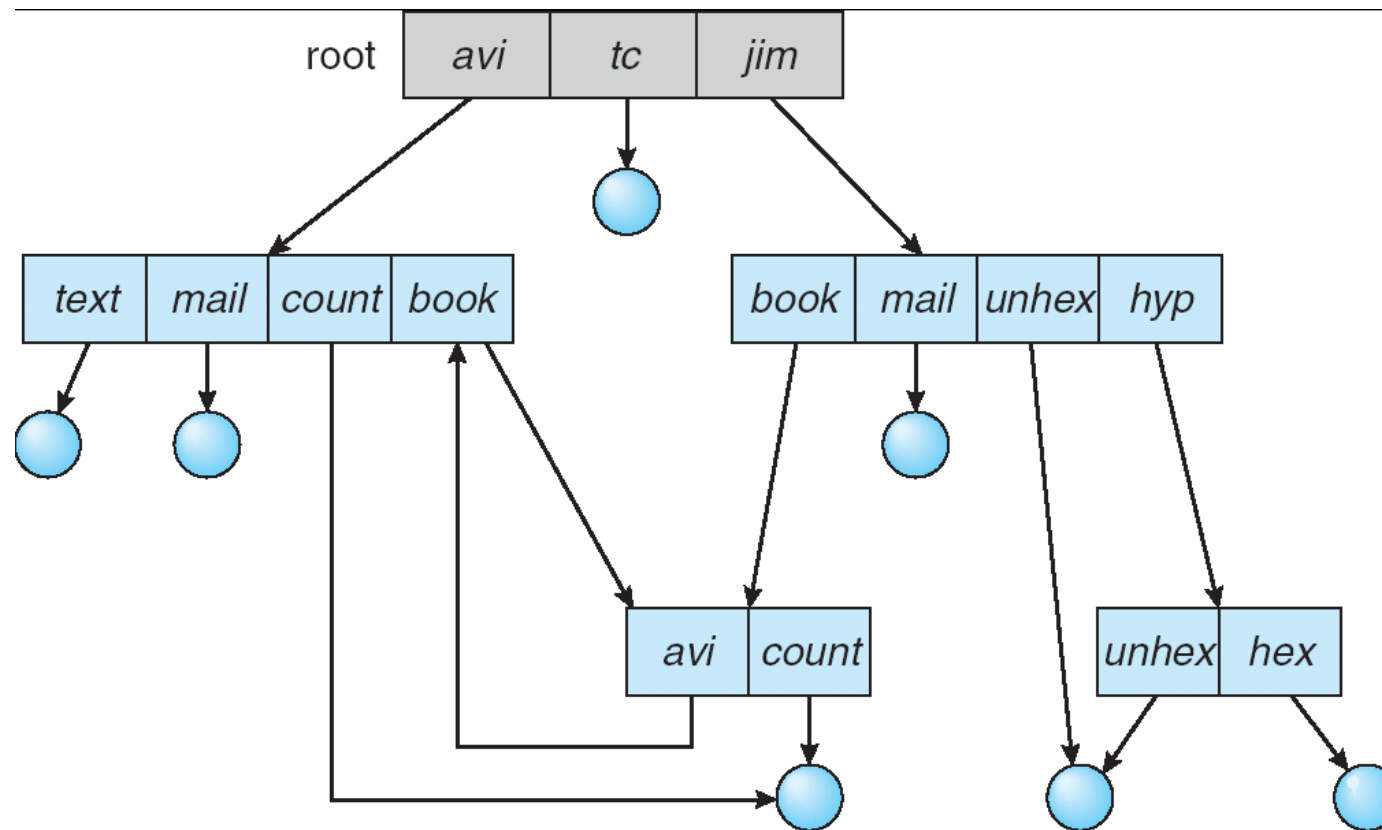 root avi tc jim
text mail count book
book mail unhex hyp
avi count
unhex hex